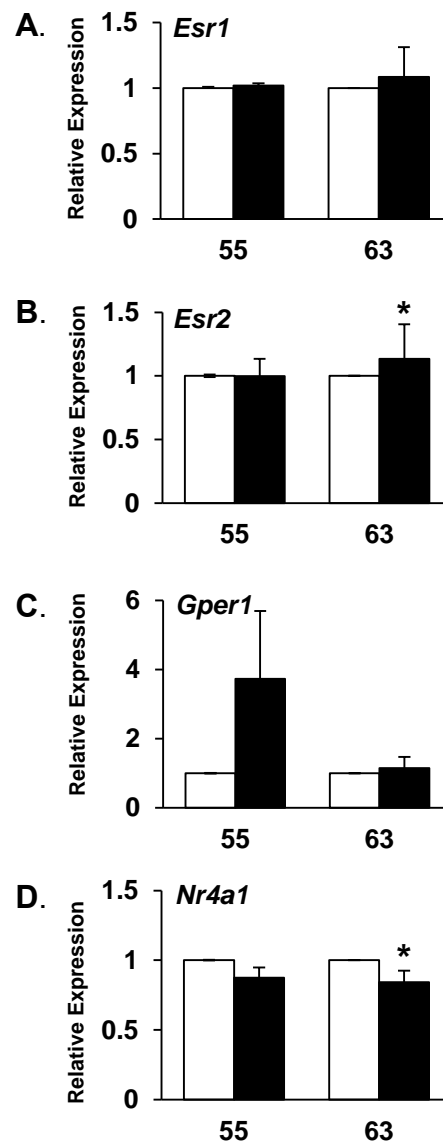 A.
Esr1
Relative Expression
1.5
1
0.5
0
55 63
B.
Esr2
*
Relative Expression
1.5
1
0.5
0
55 63
C.
Gper1
Relative Expression
6
4
2
0
55 63
D.
Nr4a1
*
Relative Expression
1.5
1
0.5
0
55 63